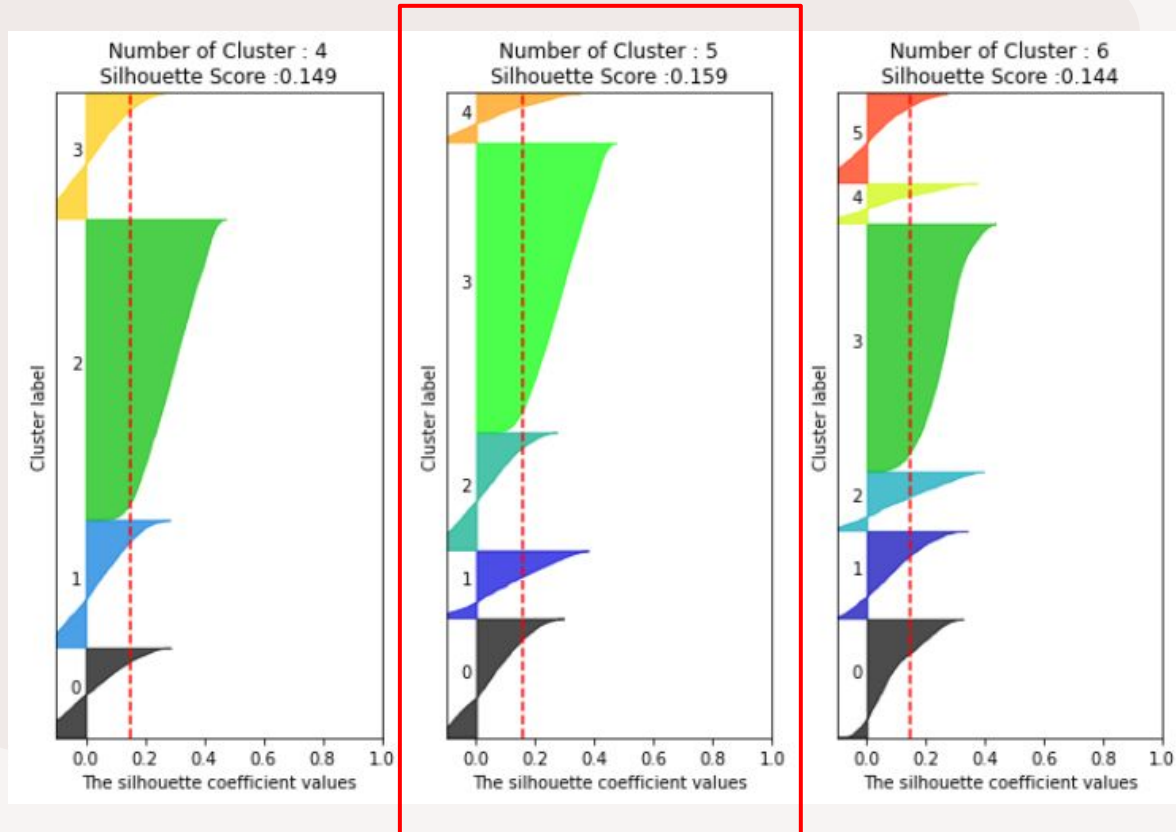 Number of Cluster : 4
Silhouette Score :0.149
3
2
1
0
Cluster label
0.0 0.2 0.4 0.6 0.8 1.0
The silhouette coefficient values
Number of Cluster : 5
Silhouette Score :0.159
4
3
2
1
0
Cluster label
0.0 0.2 0.4 0.6 0.8 1.0
The silhouette coefficient values
Number of Cluster : 6
Silhouette Score :0.144
5
4
3
2
1
0
Cluster label
0.0 0.2 0.4 0.6 0.8 1.0
The silhouette coefficient values